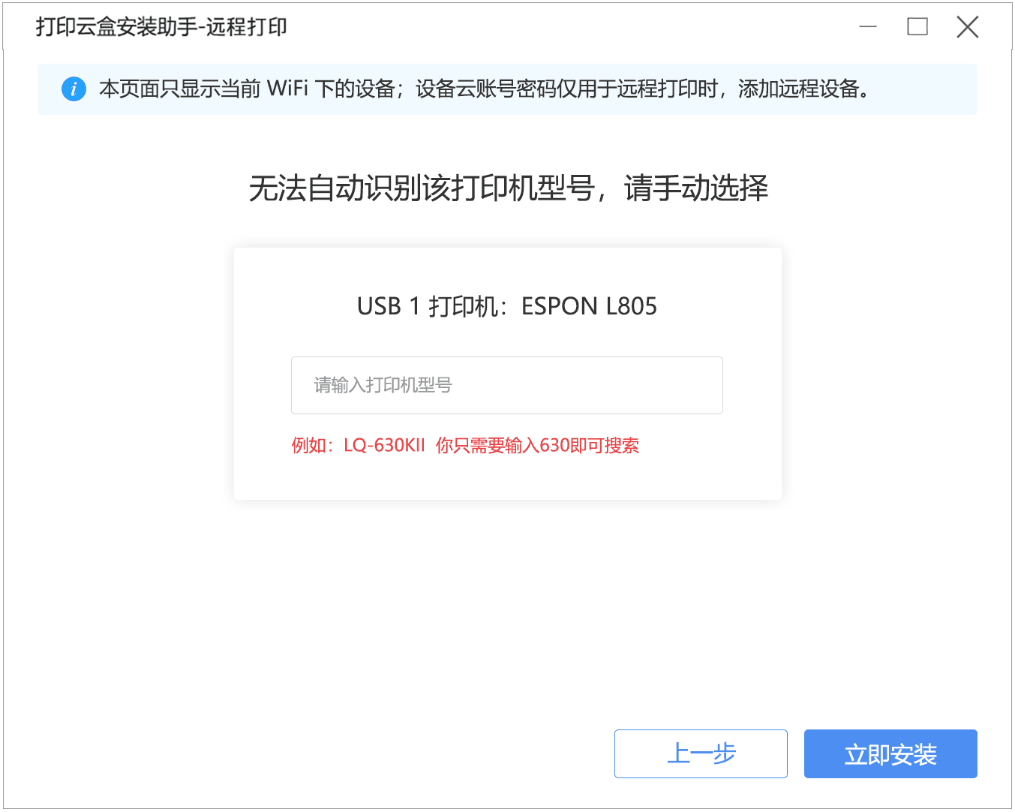 打印云盒安装助手-远程打印
本页面只显示当前 WiFi 下的设备；设备云账号密码仅用于远程打印时，添加远程设备。
无法自动识别该打印机型号，请手动选择
USB 1 打印机：ESPON L805
请输入打印机型号
例如：LQ-630KII 你只需要输入630即可搜索
上一步
立即安装